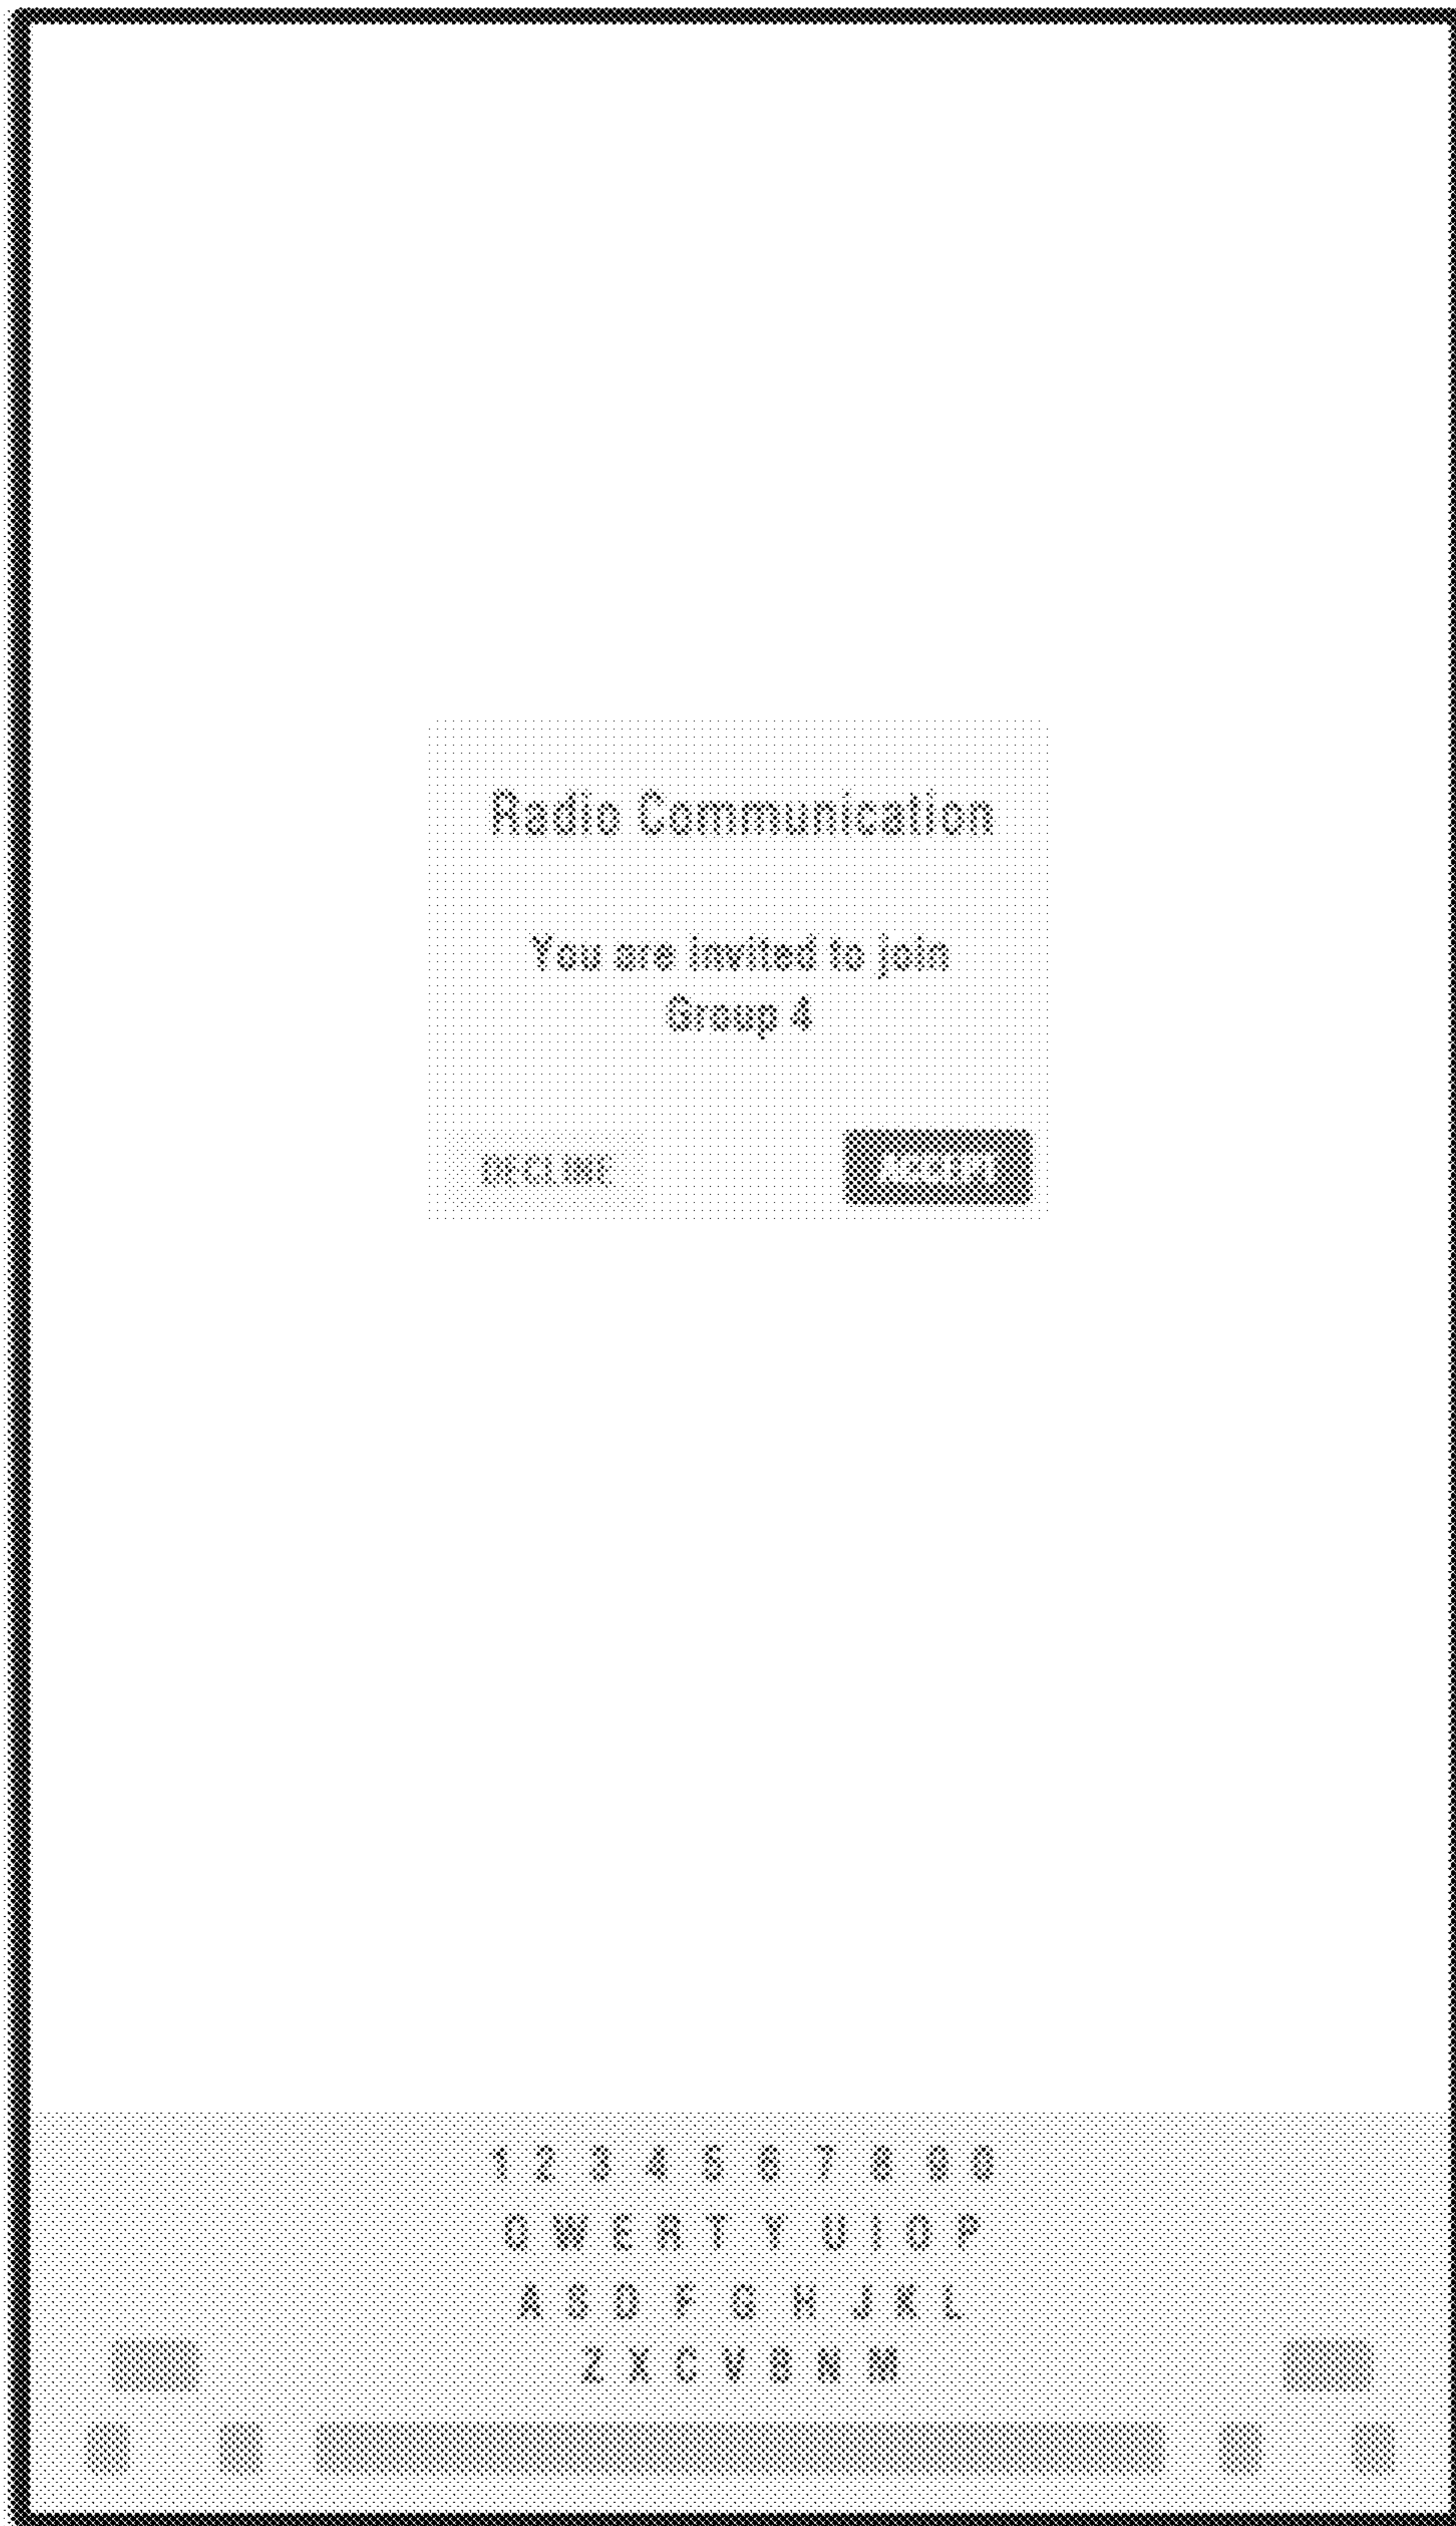 Radio Communication
You are invited to join
Group 4
DECLINE
1 2 3 4 5 6 7 8 9 0
Q W E R T Y U I O P
A S D F G H J K L
Z X C V B N M